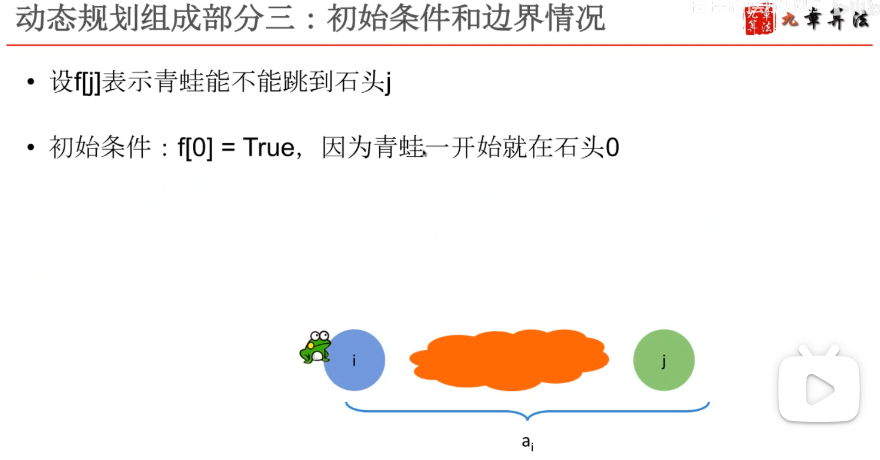 动态规划组成部分三：初始条件和边界情况
九章算法
• 设f[j]表示青蛙能不能跳到石头j
• 初始条件：f[0] = True，因为青蛙一开始就在石头0
i
j
ai